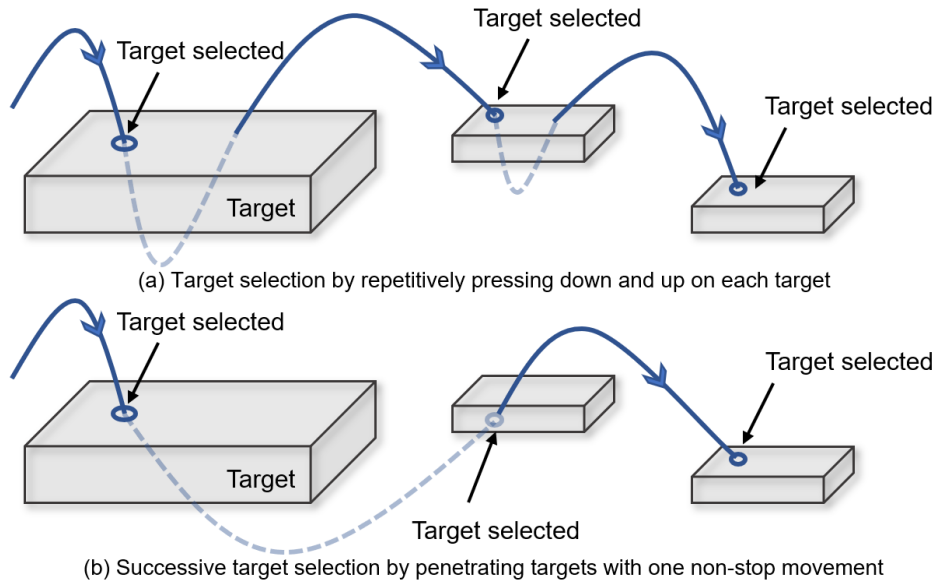 Target selected
Target selected
Target selected
Target
(a) Target selection by repetitively pressing down and up on each target
Target selected
Target selected
Target
Target selected
(b) Successive target selection by penetrating targets with one non-stop movement